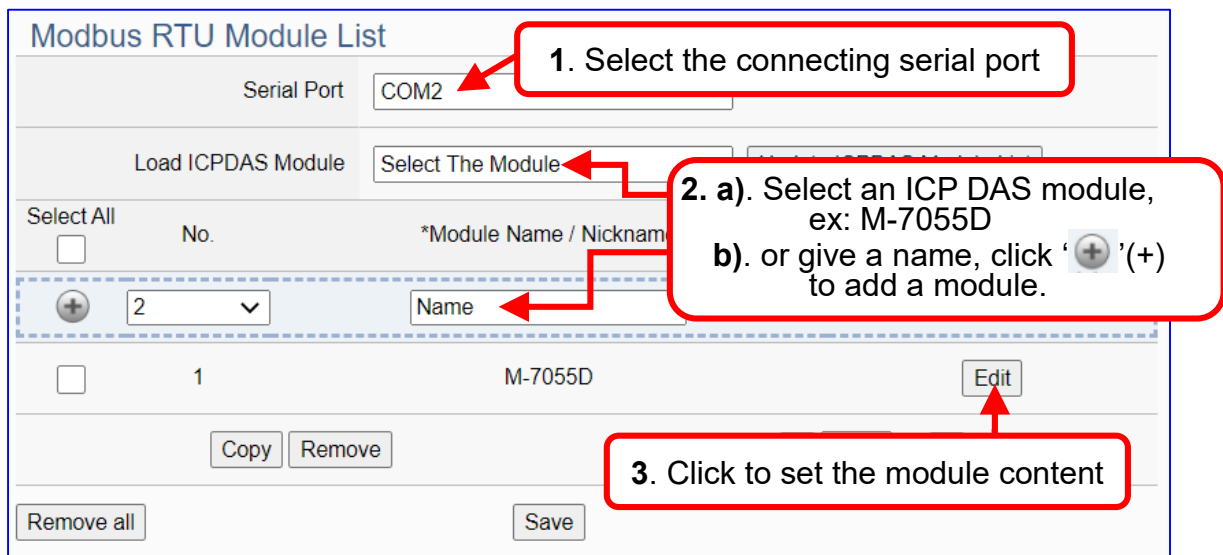 Modbus RTU Module List
1. Select the connecting serial port
Serial Port COM2
Load ICPDAS Module Select The Module
2. a). Select an ICP DAS module,
ex: M-7055D
b). or give a name, click ‘ + ’(+)
to add a module.
Select All
No. *Module Name / Nickname
2 Name
1 M-7055D Edit
Copy Remove
3. Click to set the module content
Remove all Save